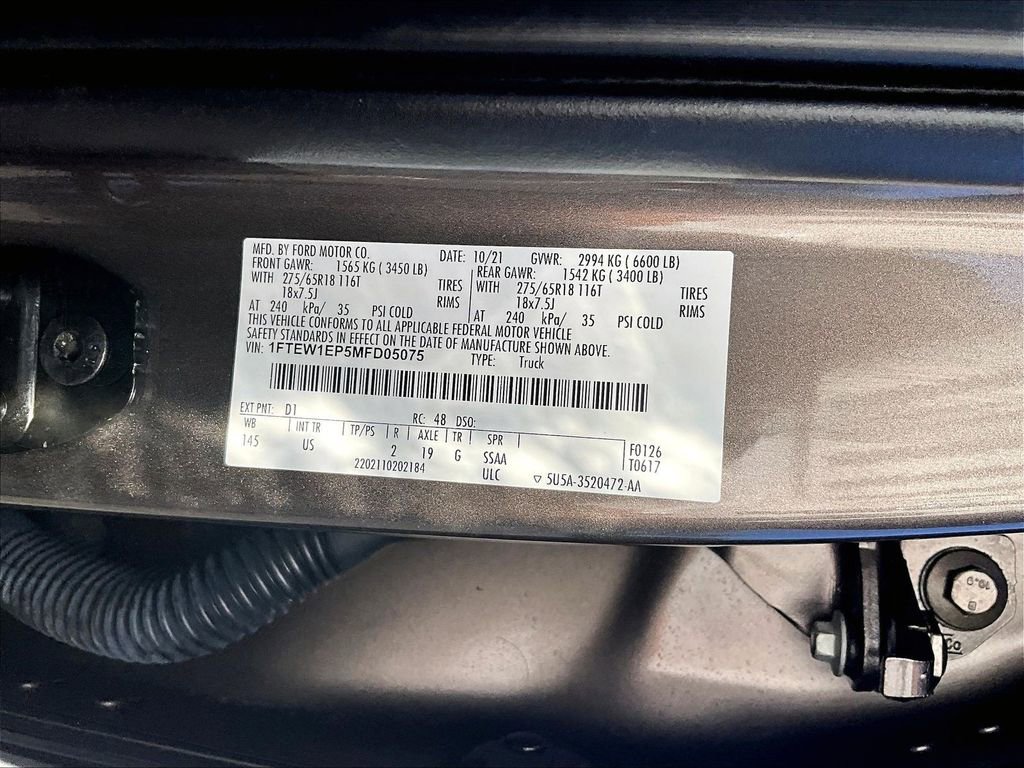 MFD. BY FORD MOTOR CO. DATE: 10/21 GVWR: 2994 KG ( 6600 LB)
FRONT GAWR: 1565 KG ( 3450 LB) REAR GAWR: 1542 KG ( 3400 LB)
WITH 275/65R18 116T TIRES WITH 275/65R18 116T TIRES
18x7.5J RIMS 18x7.5J RIMS
AT 240 kPa/ 35 PSI COLD AT 240 kPa/ 35 PSI COLD
THIS VEHICLE CONFORMS TO ALL APPLICABLE FEDERAL MOTOR VEHICLE
SAFETY STANDARDS IN EFFECT ON THE DATE OF MANUFACTURE SHOWN ABOVE.
VIN: 1FTEW1EP5MFD05075 TYPE: Truck
EXT PNT: D1 RC: 48 DSO:
WB INT TR TP/PS R AXLE TR SPR F0126
145 US 2 19 G SSAA T0617
2202110202184 ULC 5U5A-3520472-AA
10.9
Co